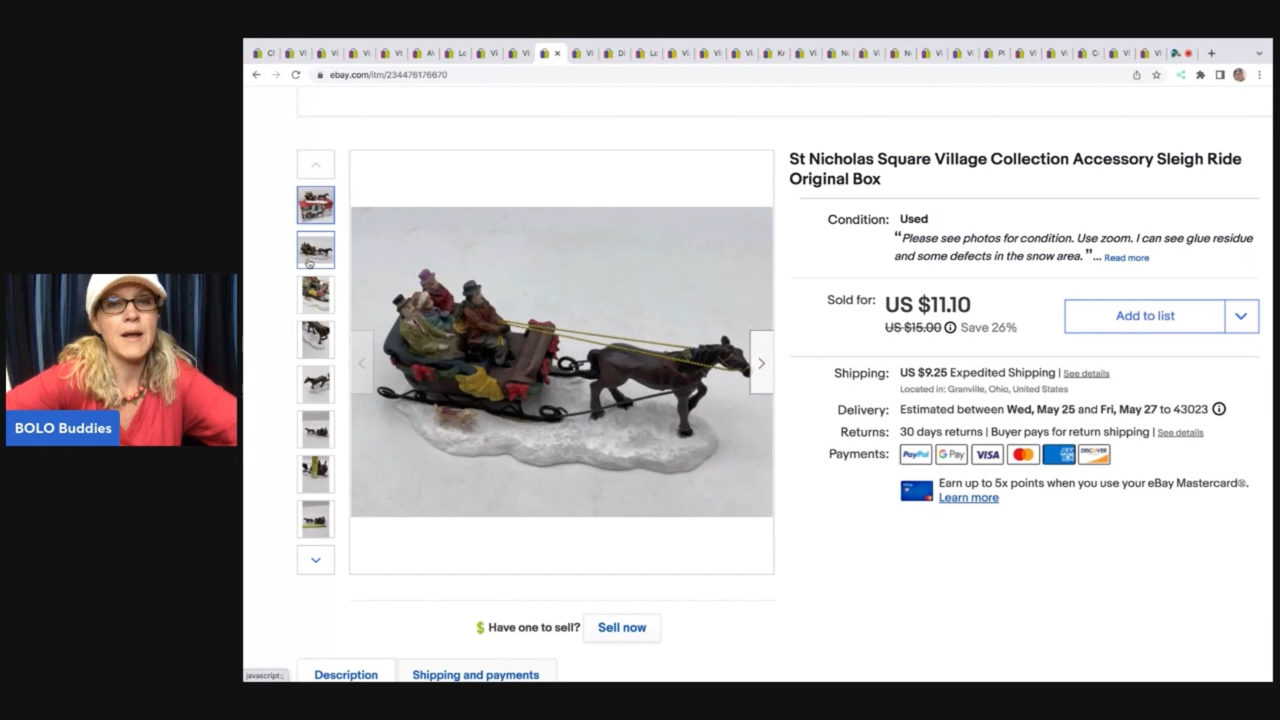 ebay.com/itm/234476176670
St Nicholas Square Village Collection Accessory Sleigh Ride
Original Box
Condition: Used
“Please see photos for condition. Use zoom. I can see glue residue
and some defects in the snow area. ”... Read more
Sold for: US $11.10
US $15.00 Save 26%
Add to list
Shipping: US $9.25 Expedited Shipping | See details
Located in: Granville, Ohio, United States
Delivery: Estimated between Wed, May 25 and Fri, May 27 to 43023
Returns: 30 days returns | Buyer pays for return shipping | See details
Payments: PayPal G Pay VISA DISCOVER
Earn up to 5x points when you use your eBay Mastercard®.
Learn more
BOLO Buddies
Have one to sell? Sell now
javascript:;
Description Shipping and payments